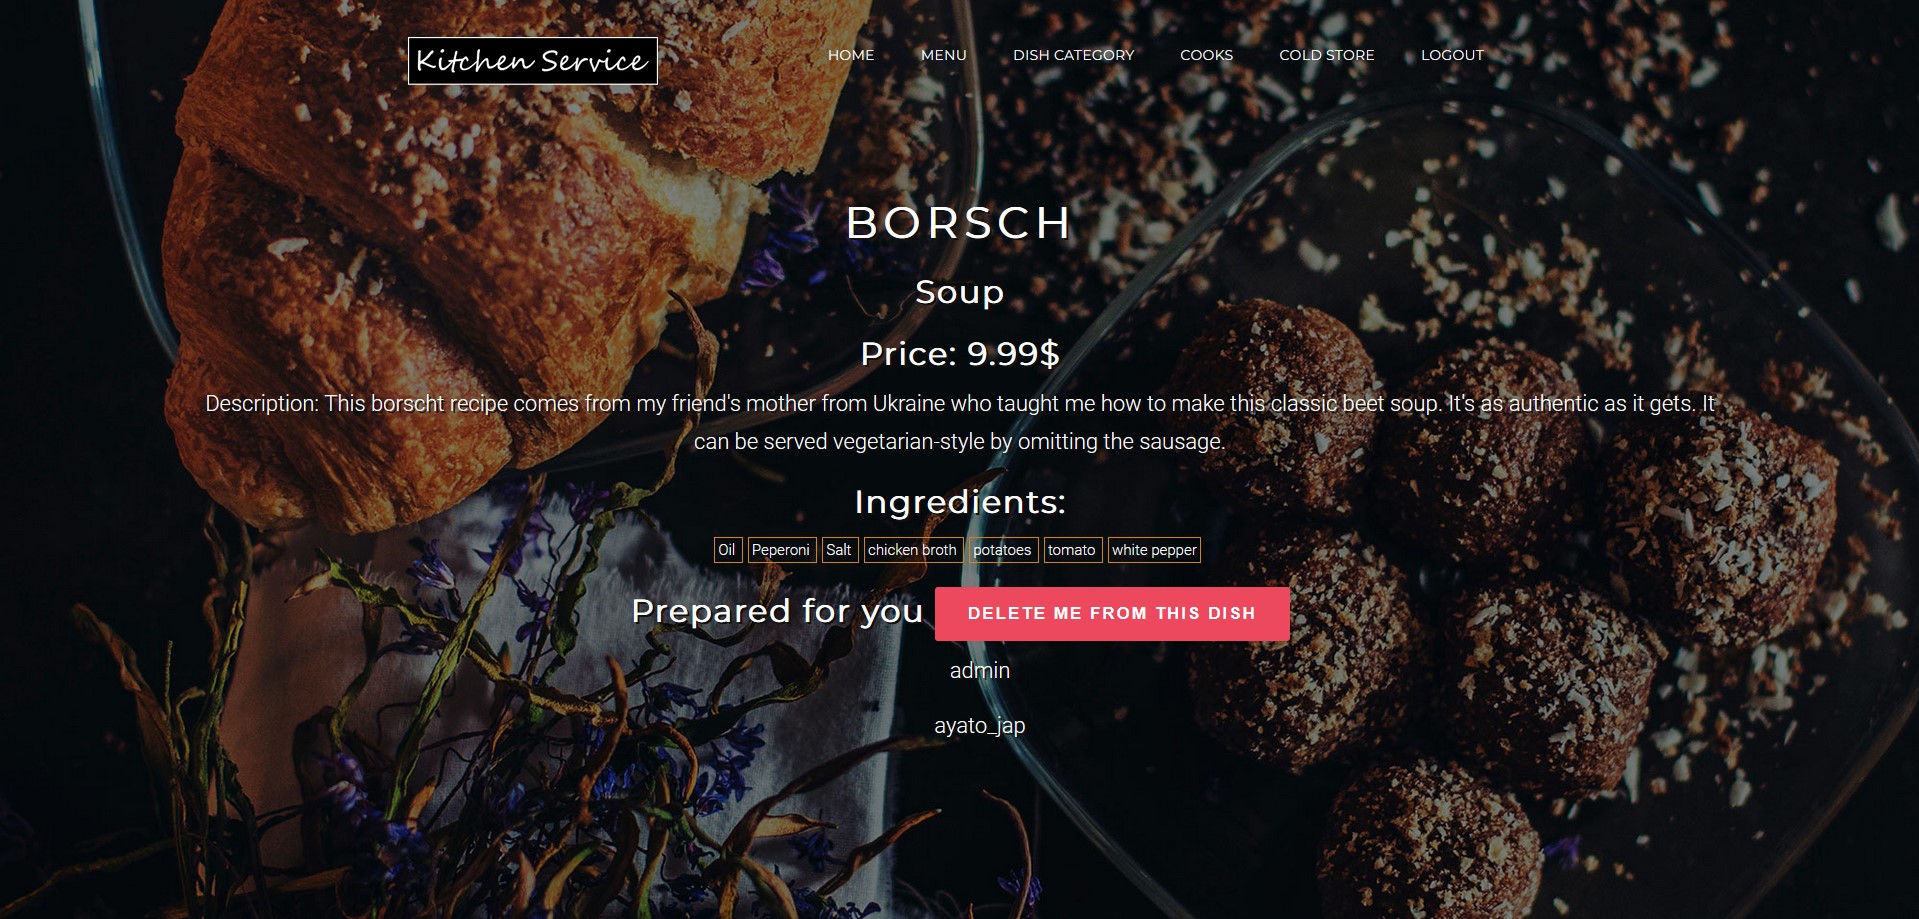 Kitchen Service
HOME MENU DISH CATEGORY COOKS COLD STORE LOGOUT
BORSCH
Soup
Price: 9.99$
Description: This borscht recipe comes from my friend's mother from Ukraine who taught me how to make this classic beet soup. It's as authentic as it gets. It
can be served vegetarian-style by omitting the sausage.
Ingredients:
Oil Peperoni Salt chicken broth potatoes tomato white pepper
Prepared for you DELETE ME FROM THIS DISH
admin
ayato_jap